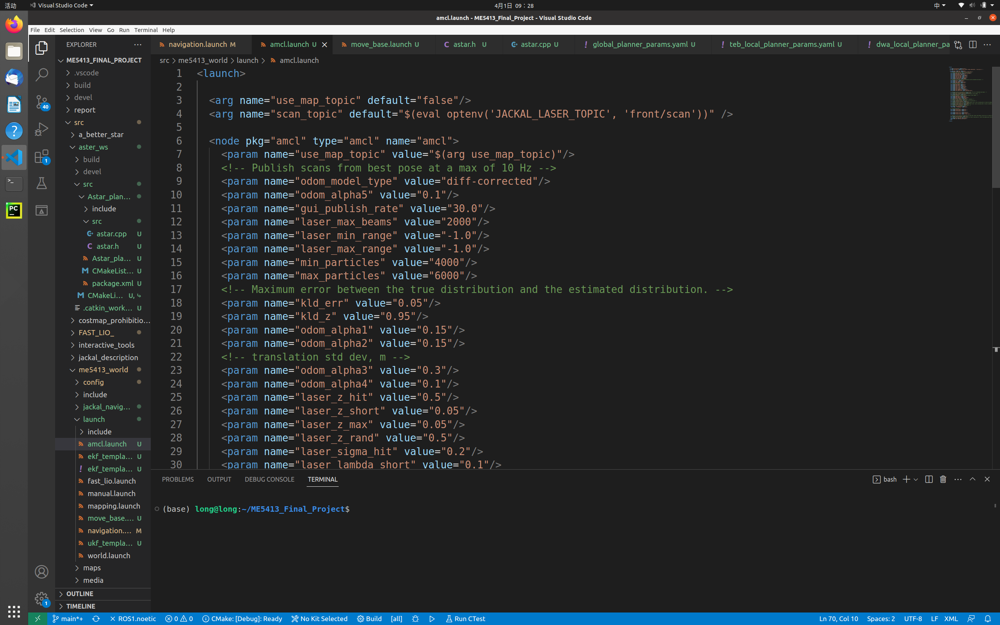 活动
Visual Studio Code
4月1日 09：28
中
amcl.launch - ME5413_Final_Project - Visual Studio Code
File Edit Selection View Go Run Terminal Help
EXPLORER
navigation.launch M
amcl.launch U
move_base.launch U
astar.h U
astar.cpp U
global_planner_params.yaml U
teb_local_planner_params.yaml U
dwa_local_planner_pa
src > me5413_world > launch > amcl.launch
ME5413_FINAL_PROJECT
.vscode
build
devel
report
src
a_better_star
aster_ws
build
devel
src
Astar_plan...
include
src
astar.cpp U
astar.h U
Astar_pla... U
CMakeList... U
package.xml U
CMakeLi... U,
.catkin_work... U
costmap_prohibitio...
FAST_LIO_
interactive_tools
jackal_description
me5413_world
config
include
jackal_navig...
launch
include
amcl.launch U
ekf_templa... U
ekf_templa... U
fast_lio.launch
manual.launch
mapping.launch
move_base.... U
navigation.... M
ukf_templa... U
world.launch
maps
media
OUTLINE
TIMELINE
40
1
1
PC
1 <launch>
2
3 <arg name="use_map_topic" default="false"/>
4 <arg name="scan_topic" default="$(eval optenv('JACKAL_LASER_TOPIC', 'front/scan'))" />
5
6 <node pkg="amcl" type="amcl" name="amcl">
7 <param name="use_map_topic" value="$(arg use_map_topic)"/>
8 <!-- Publish scans from best pose at a max of 10 Hz -->
9 <param name="odom_model_type" value="diff-corrected"/>
10 <param name="odom_alpha5" value="0.1"/>
11 <param name="gui_publish_rate" value="30.0"/>
12 <param name="laser_max_beams" value="2000"/>
13 <param name="laser_min_range" value="-1.0"/>
14 <param name="laser_max_range" value="-1.0"/>
15 <param name="min_particles" value="4000"/>
16 <param name="max_particles" value="6000"/>
17 <!-- Maximum error between the true distribution and the estimated distribution. -->
18 <param name="kld_err" value="0.05"/>
19 <param name="kld_z" value="0.95"/>
20 <param name="odom_alpha1" value="0.15"/>
21 <param name="odom_alpha2" value="0.15"/>
22 <!-- translation std dev, m -->
23 <param name="odom_alpha3" value="0.3"/>
24 <param name="odom_alpha4" value="0.1"/>
25 <param name="laser_z_hit" value="0.5"/>
26 <param name="laser_z_short" value="0.05"/>
27 <param name="laser_z_max" value="0.05"/>
28 <param name="laser_z_rand" value="0.5"/>
29 <param name="laser_sigma_hit" value="0.2"/>
30 <param name="laser_lambda_short" value="0.1"/>
PROBLEMS OUTPUT DEBUG CONSOLE TERMINAL
bash
(base) long@long:~/ME5413_Final_Project$
main*+ ROS1.noetic 0 0 CMake: [Debug]: Ready No Kit Selected Build [all] Run CTest
Ln 70, Col 10 Spaces: 2 UTF-8 LF XML